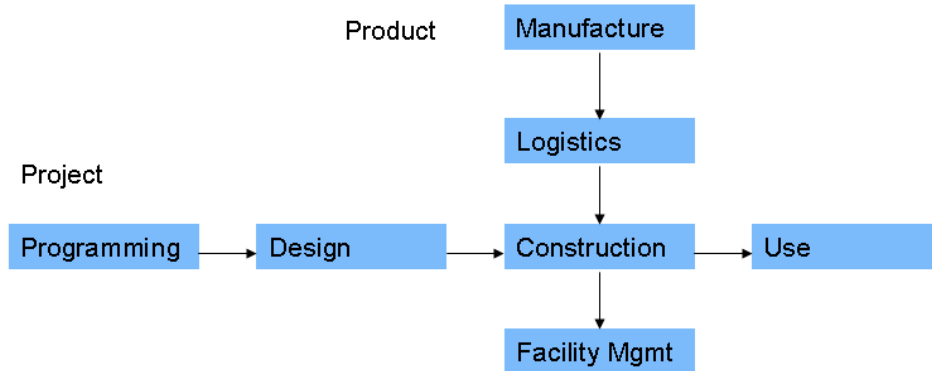 Product
Manufacture
Logistics
Project
Programming
Design
Construction
Use
Facility Mgmt